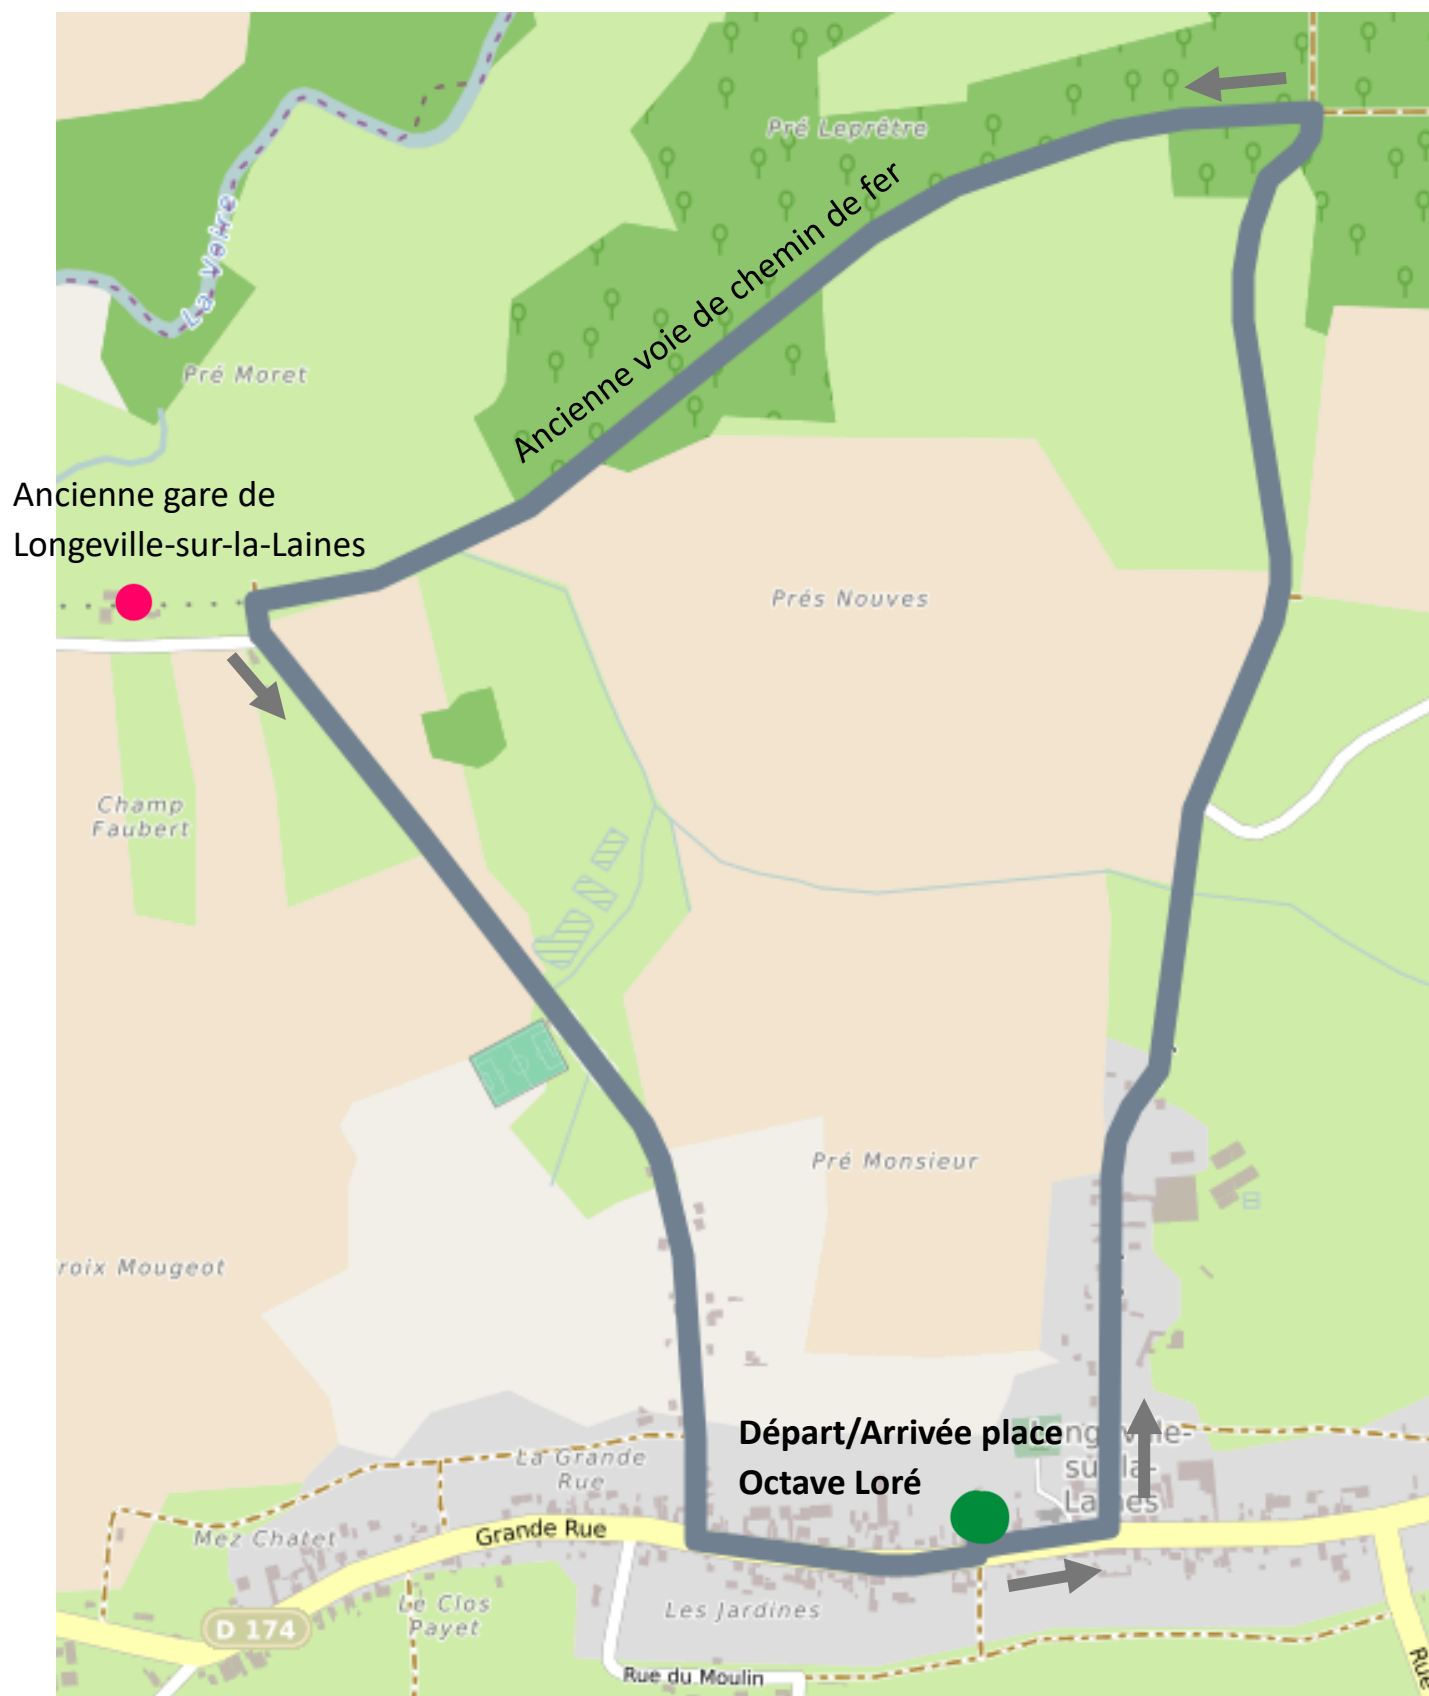 Pré Leprêtre
Ancienne voie de chemin de fer
La Voire
Pré Moret
Ancienne gare de
Longeville-sur-la-Laines
Prés Nouves
Champ
Faubert
Pré Monsieur
roix Mougeot
Départ/Arrivée place
Octave Loré
La Grande
Rue
Mez Chatet
Grande Rue
Le Clos
Payet
D 174
Les Jardines
Rue du Moulin
Rue